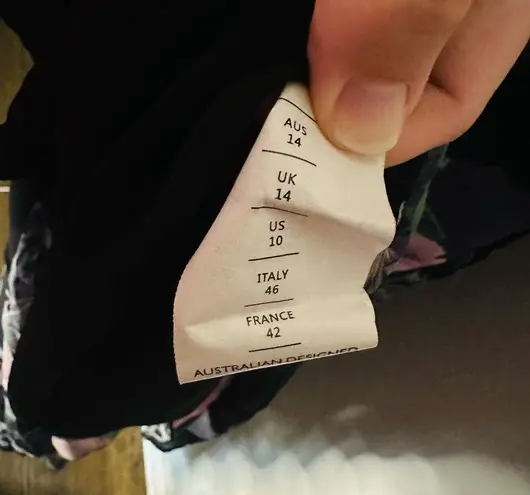 AUS
14
UK
14
US
10
ITALY
46
FRANCE
42
AUSTRALIAN DESIGNED